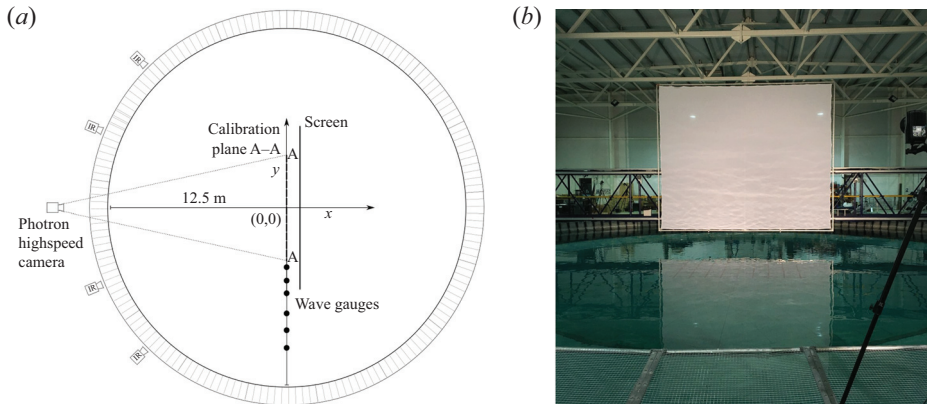 (a)
(b)
IR
IR
Screen
Calibration
plane A–A
A
y
12.5 m
(0,0)
x
Photron
highspeed
camera
A
IR
Wave gauges
IR